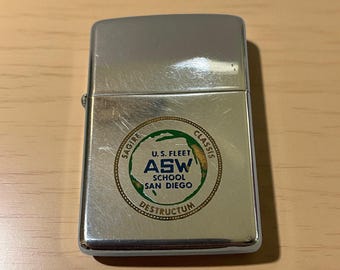 SAGIRE CLASSIS
U.S. FLEET
ASW
SCHOOL
SAN DIEGO
DESTRUCTUM